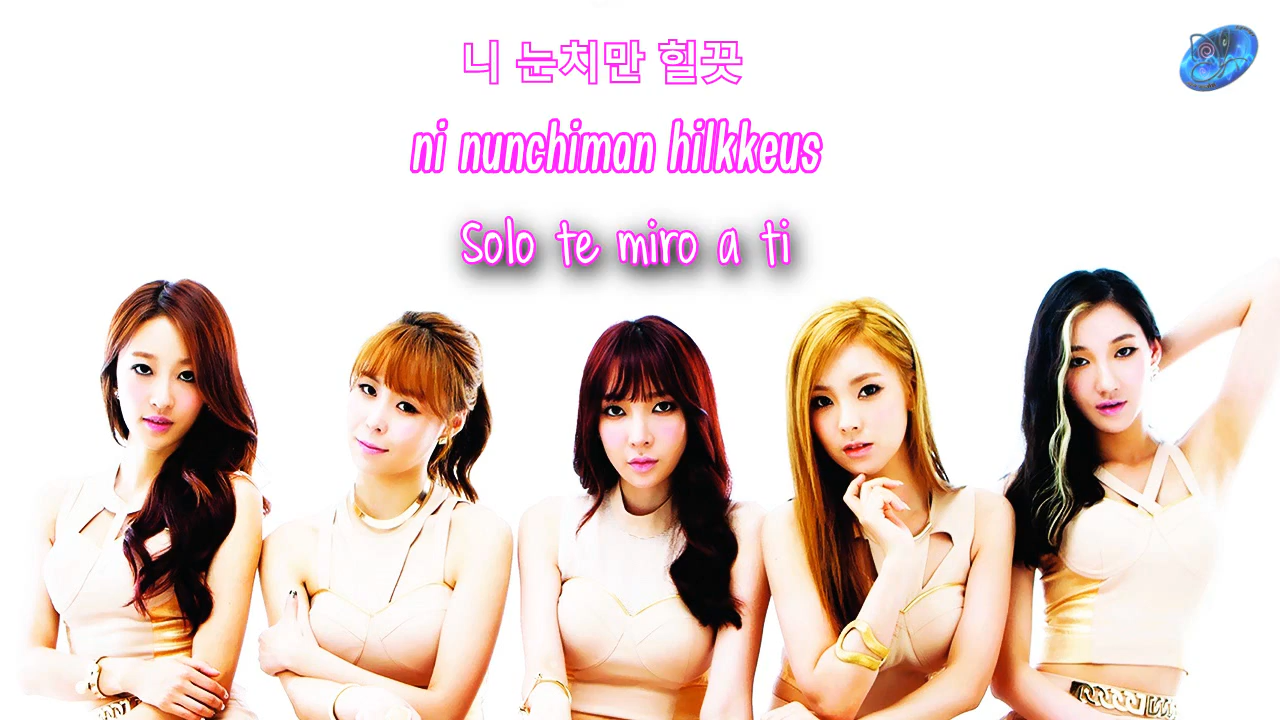 니 눈치만 힐끗
ni nunchiman hilkkeus
Solo te miro a ti